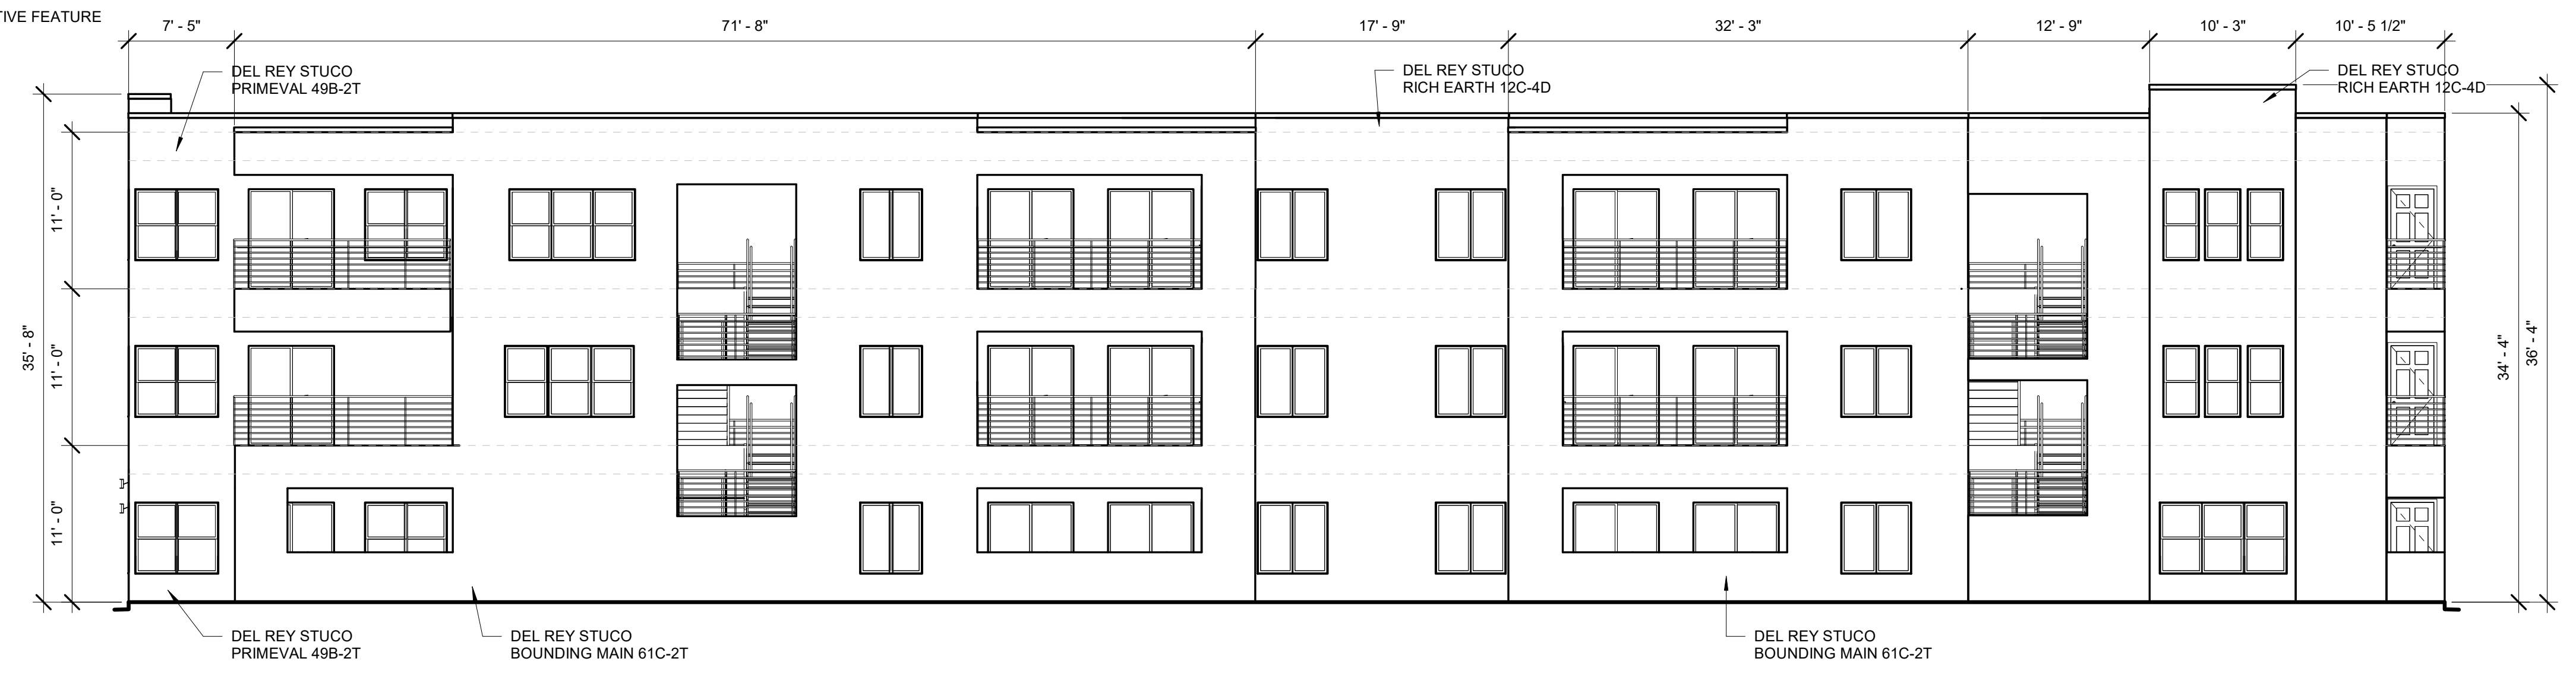 TIVE FEATURE
7' - 5"
71' - 8"
17' - 9"
32' - 3"
12' - 9"
10' - 3"
10' - 5 1/2"
DEL REY STUCO
PRIMEVAL 49B-2T
DEL REY STUCO
RICH EARTH 12C-4D
DEL REY STUCO
RICH EARTH 12C-4D
11' - 0"
11' - 0"
11' - 0"
35' - 8"
34' - 4"
36' - 4"
DEL REY STUCO
PRIMEVAL 49B-2T
DEL REY STUCO
BOUNDING MAIN 61C-2T
DEL REY STUCO
BOUNDING MAIN 61C-2T